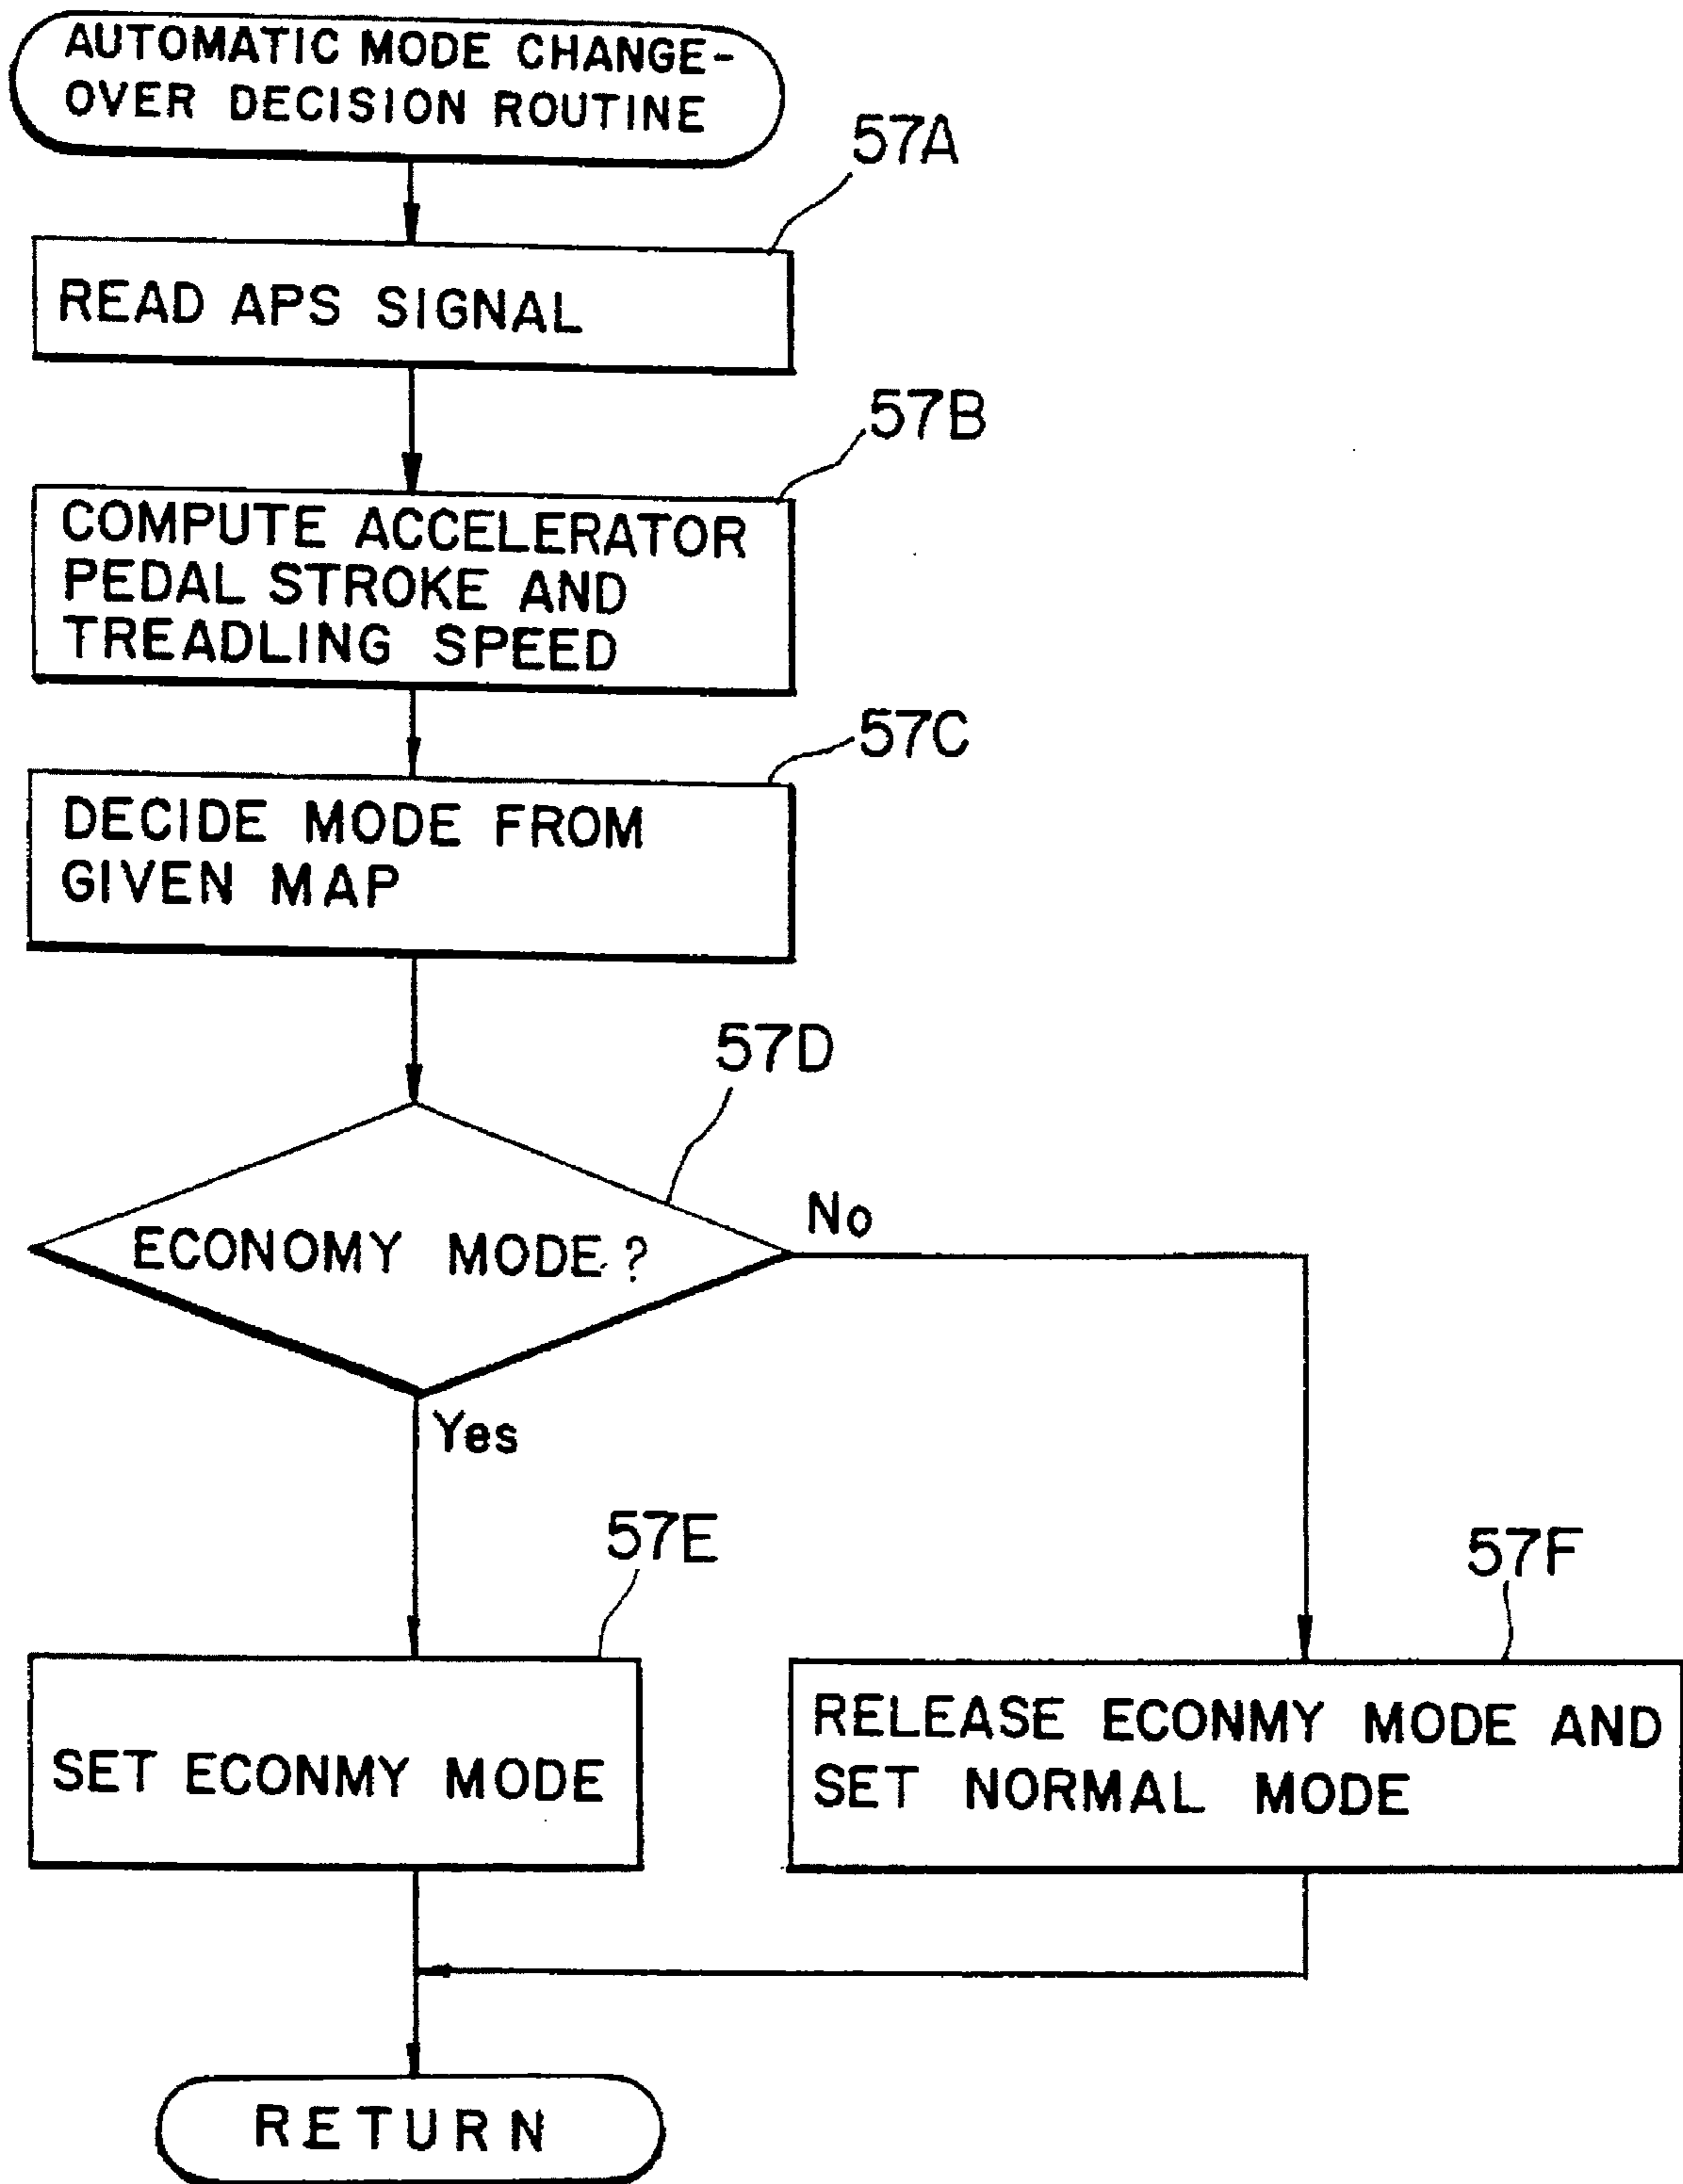 AUTOMATIC MODE CHANGE-
OVER DECISION ROUTINE
57A
READ APS SIGNAL
57B
COMPUTE ACCELERATOR
PEDAL STROKE AND
TREADLING SPEED
57C
DECIDE MODE FROM
GIVEN MAP
57D
ECONOMY MODE?
No
Yes
57E
SET ECONMY MODE
57F
RELEASE ECONMY MODE AND
SET NORMAL MODE
RETURN